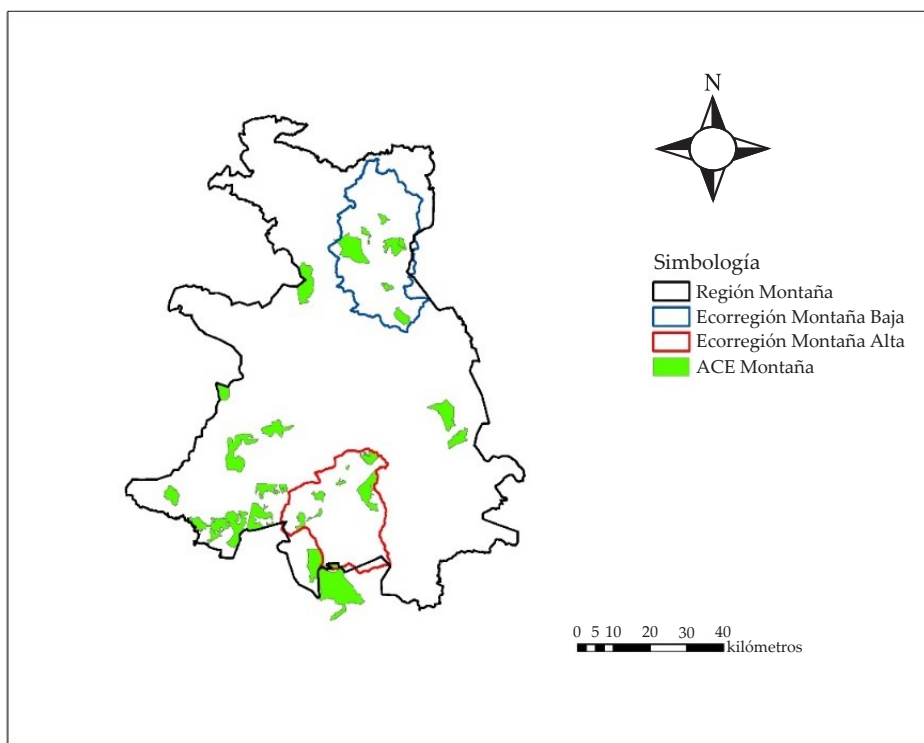 N
Simbología
Región Montaña
Ecorregión Montaña Baja
Ecorregión Montaña Alta
ACE Montaña
0 5 10 20 30 40
kilómetros